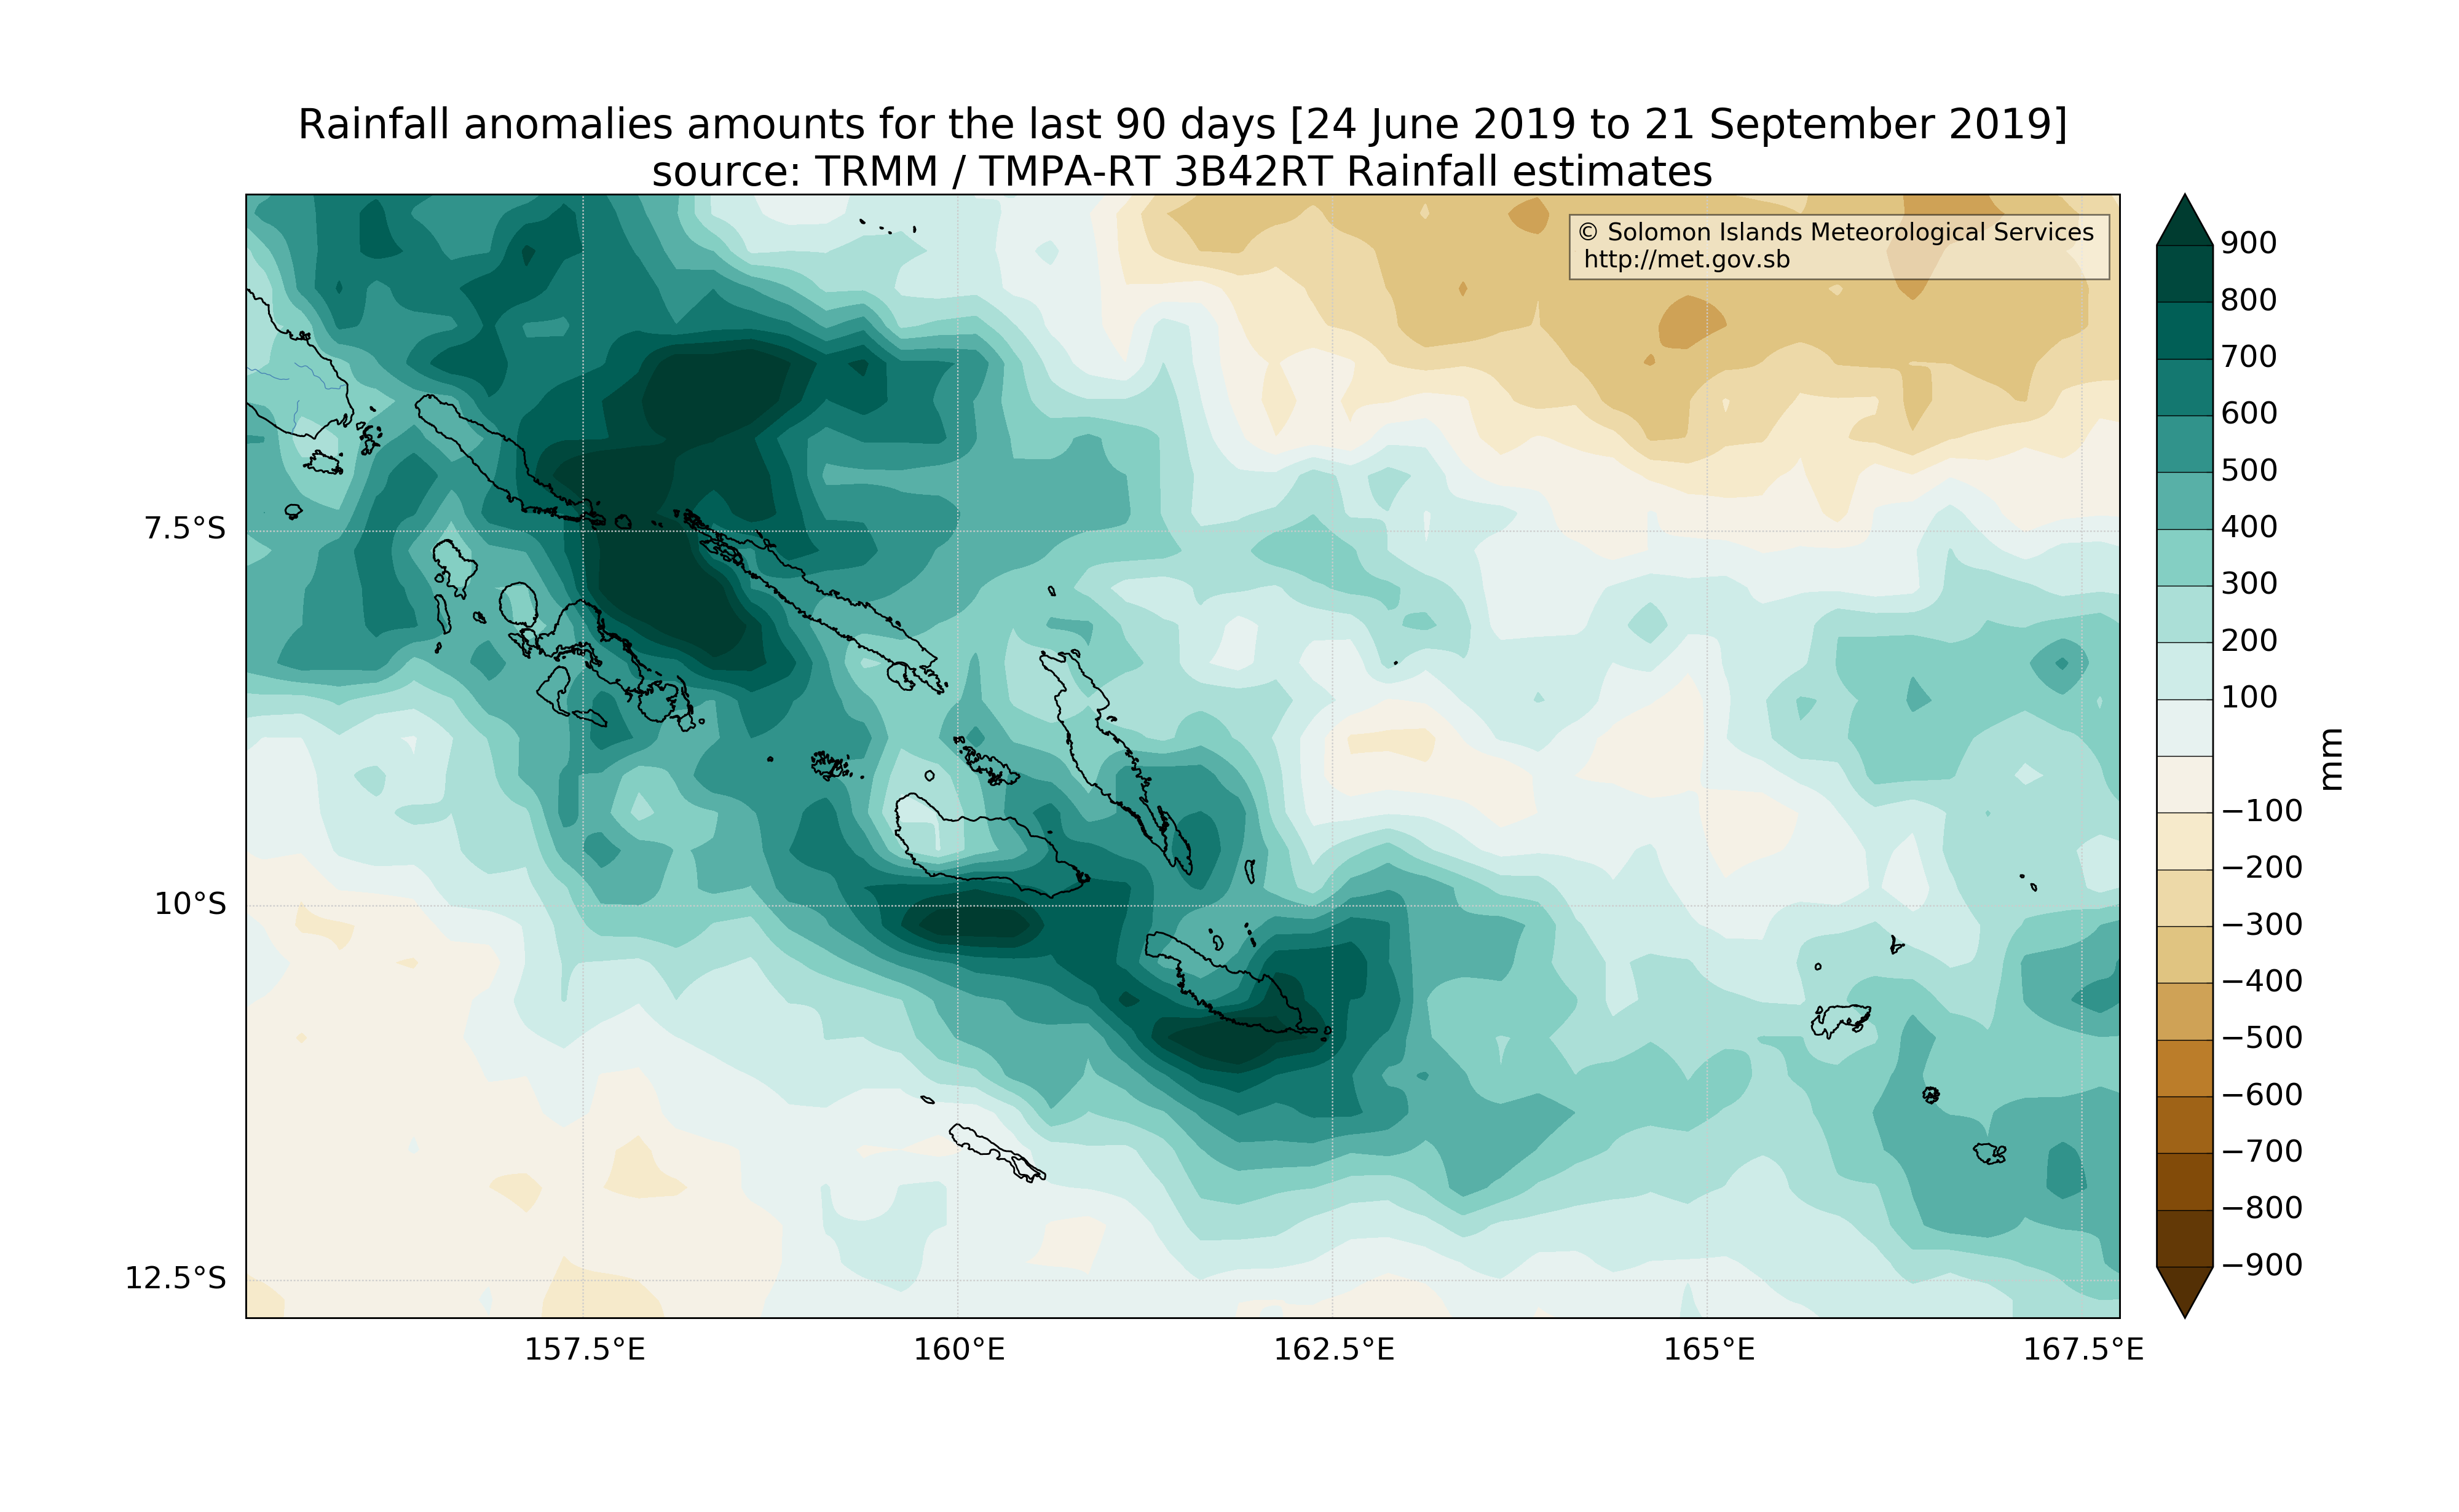 Rainfall anomalies amounts for the last 90 days [24 June 2019 to 21 September 2019]
source: TRMM / TMPA-RT 3B42RT Rainfall estimates
© Solomon Islands Meteorological Services
http://met.gov.sb
7.5°S
10°S
12.5°S
157.5°E
160°E
162.5°E
165°E
167.5°E
900
800
700
600
500
400
300
200
100
−100
−200
−300
−400
−500
−600
−700
−800
−900
mm